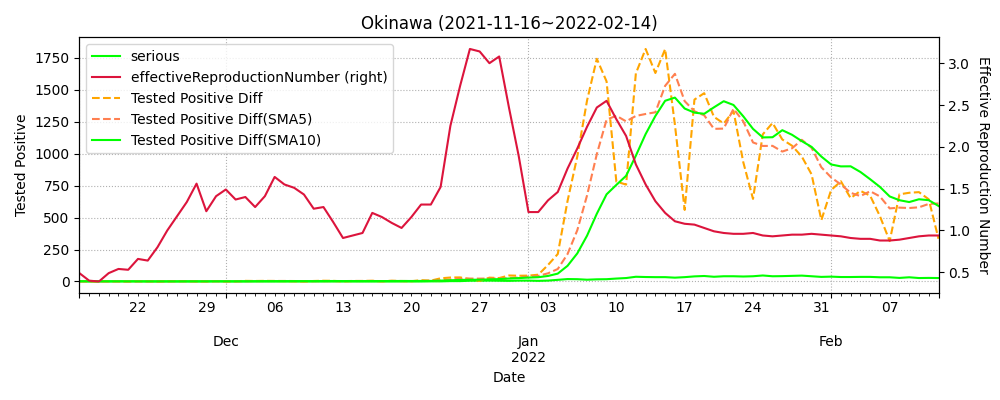 Okinawa (2021-11-16~2022-02-14)
serious
effectiveReproductionNumber (right)
Tested Positive Diff
Tested Positive Diff(SMA5)
Tested Positive Diff(SMA10)
Tested Positive
1750
1500
1250
1000
750
500
250
0
3.0
2.5
2.0
1.5
1.0
0.5
Effective Reproduction Number
22 29 06 13 20 27 03 10 17 24 31 07
Dec Jan Feb
2022
Date